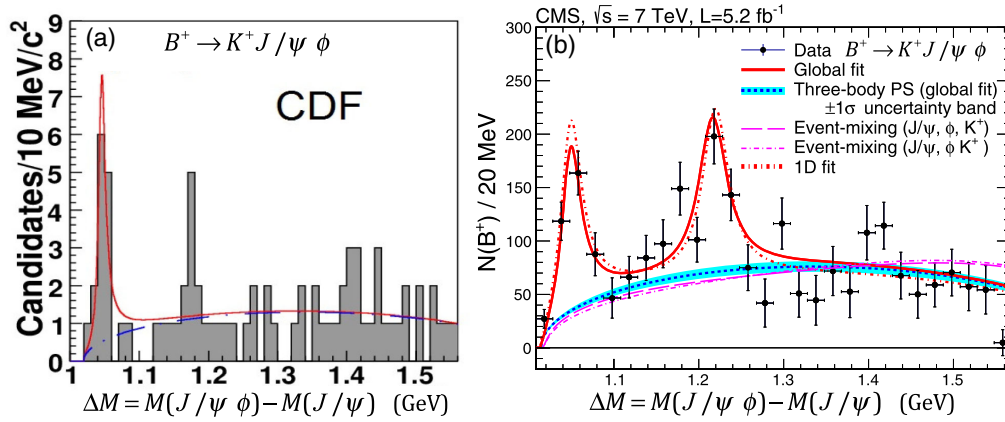 (a)
B⁺ → K⁺ J/ψ ϕ
CDF
Candidates/10 MeV/c²
9
8
7
6
5
4
3
2
1
0
1 1.1 1.2 1.3 1.4 1.5
ΔM = M(J/ψ ϕ) − M(J/ψ) (GeV)
CMS, √s = 7 TeV, L=5.2 fb⁻¹
(b)
Data B⁺ → K⁺ J/ψ ϕ
Global fit
Three-body PS (global fit)
±1σ uncertainty band
Event-mixing (J/ψ, ϕ, K⁺)
Event-mixing (J/ψ, ϕ K⁺)
1D fit
N(B⁺) / 20 MeV
300
250
200
150
100
50
0
1.1 1.2 1.3 1.4 1.5
ΔM = M(J/ψ ϕ) − M(J/ψ) (GeV)